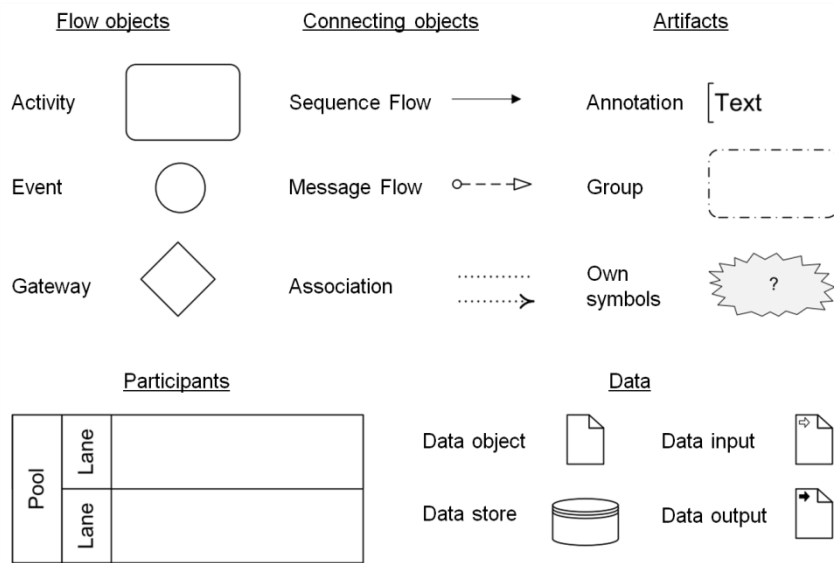 Flow objects
Connecting objects
Artifacts
Activity
Sequence Flow
Annotation
Text
Event
Message Flow
Group
Gateway
Association
Own
symbols
?
Participants
Data
Pool
Lane
Lane
Data object
Data input
Data store
Data output